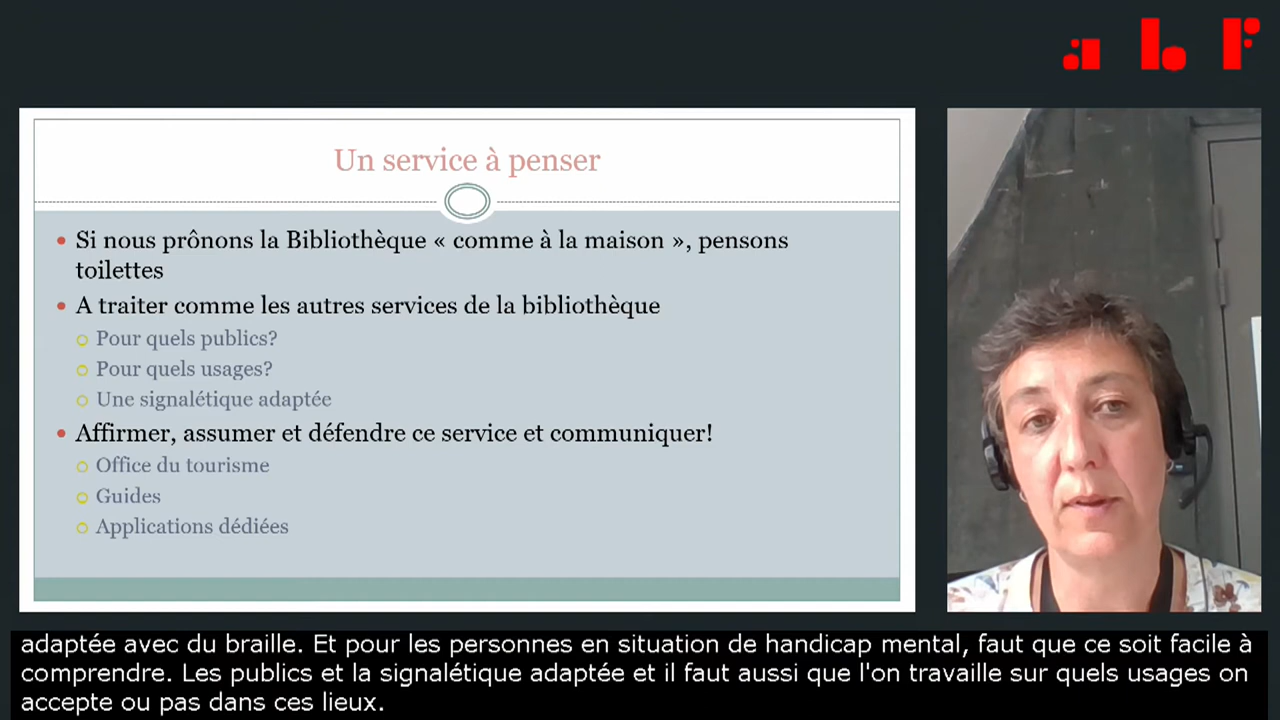 abf
Un service à penser
Si nous prônons la Bibliothèque « comme à la maison », pensons
toilettes
A traiter comme les autres services de la bibliothèque
Pour quels publics?
Pour quels usages?
Une signalétique adaptée
Affirmer, assumer et défendre ce service et communiquer!
Office du tourisme
Guides
Applications dédiées
adaptée avec du braille. Et pour les personnes en situation de handicap mental, faut que ce soit facile à
comprendre. Les publics et la signalétique adaptée et il faut aussi que l'on travaille sur quels usages on
accepte ou pas dans ces lieux.